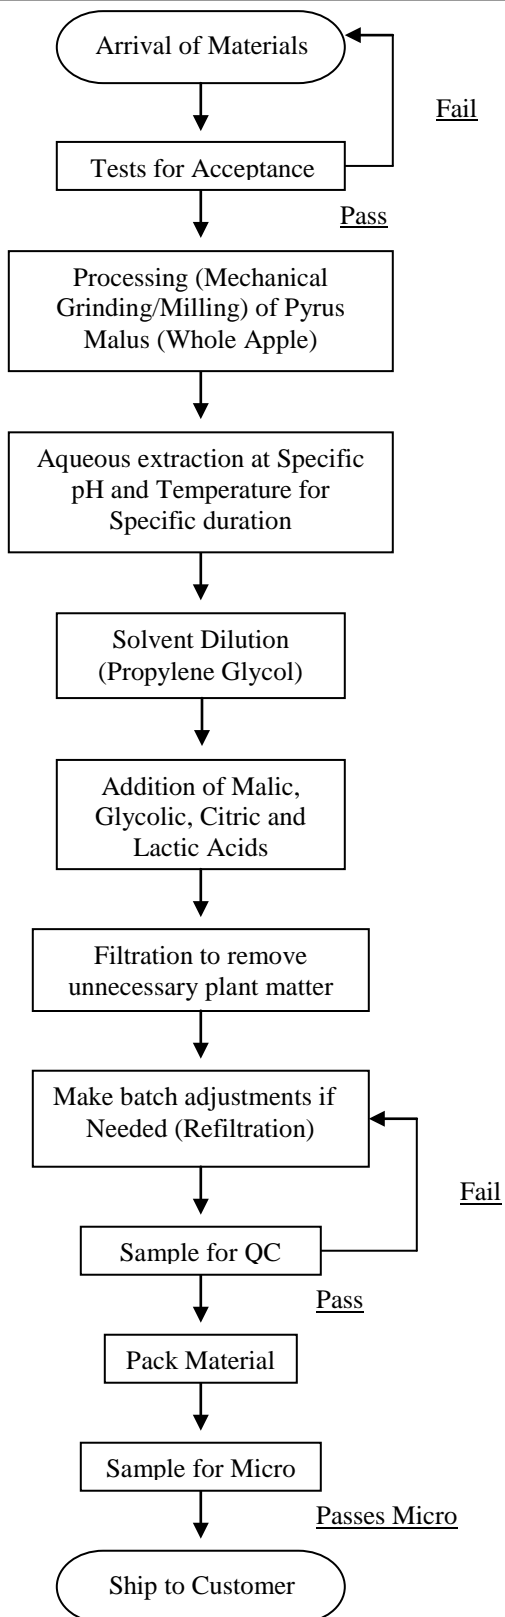 Arrival of Materials
Fail
Tests for Acceptance
Pass
Processing (Mechanical
Grinding/Milling) of Pyrus
Malus (Whole Apple)
Aqueous extraction at Specific
pH and Temperature for
Specific duration
Solvent Dilution
(Propylene Glycol)
Addition of Malic,
Glycolic, Citric and
Lactic Acids
Filtration to remove
unnecessary plant matter
Make batch adjustments if
Needed (Refiltration)
Fail
Sample for QC
Pass
Pack Material
Sample for Micro
Passes Micro
Ship to Customer